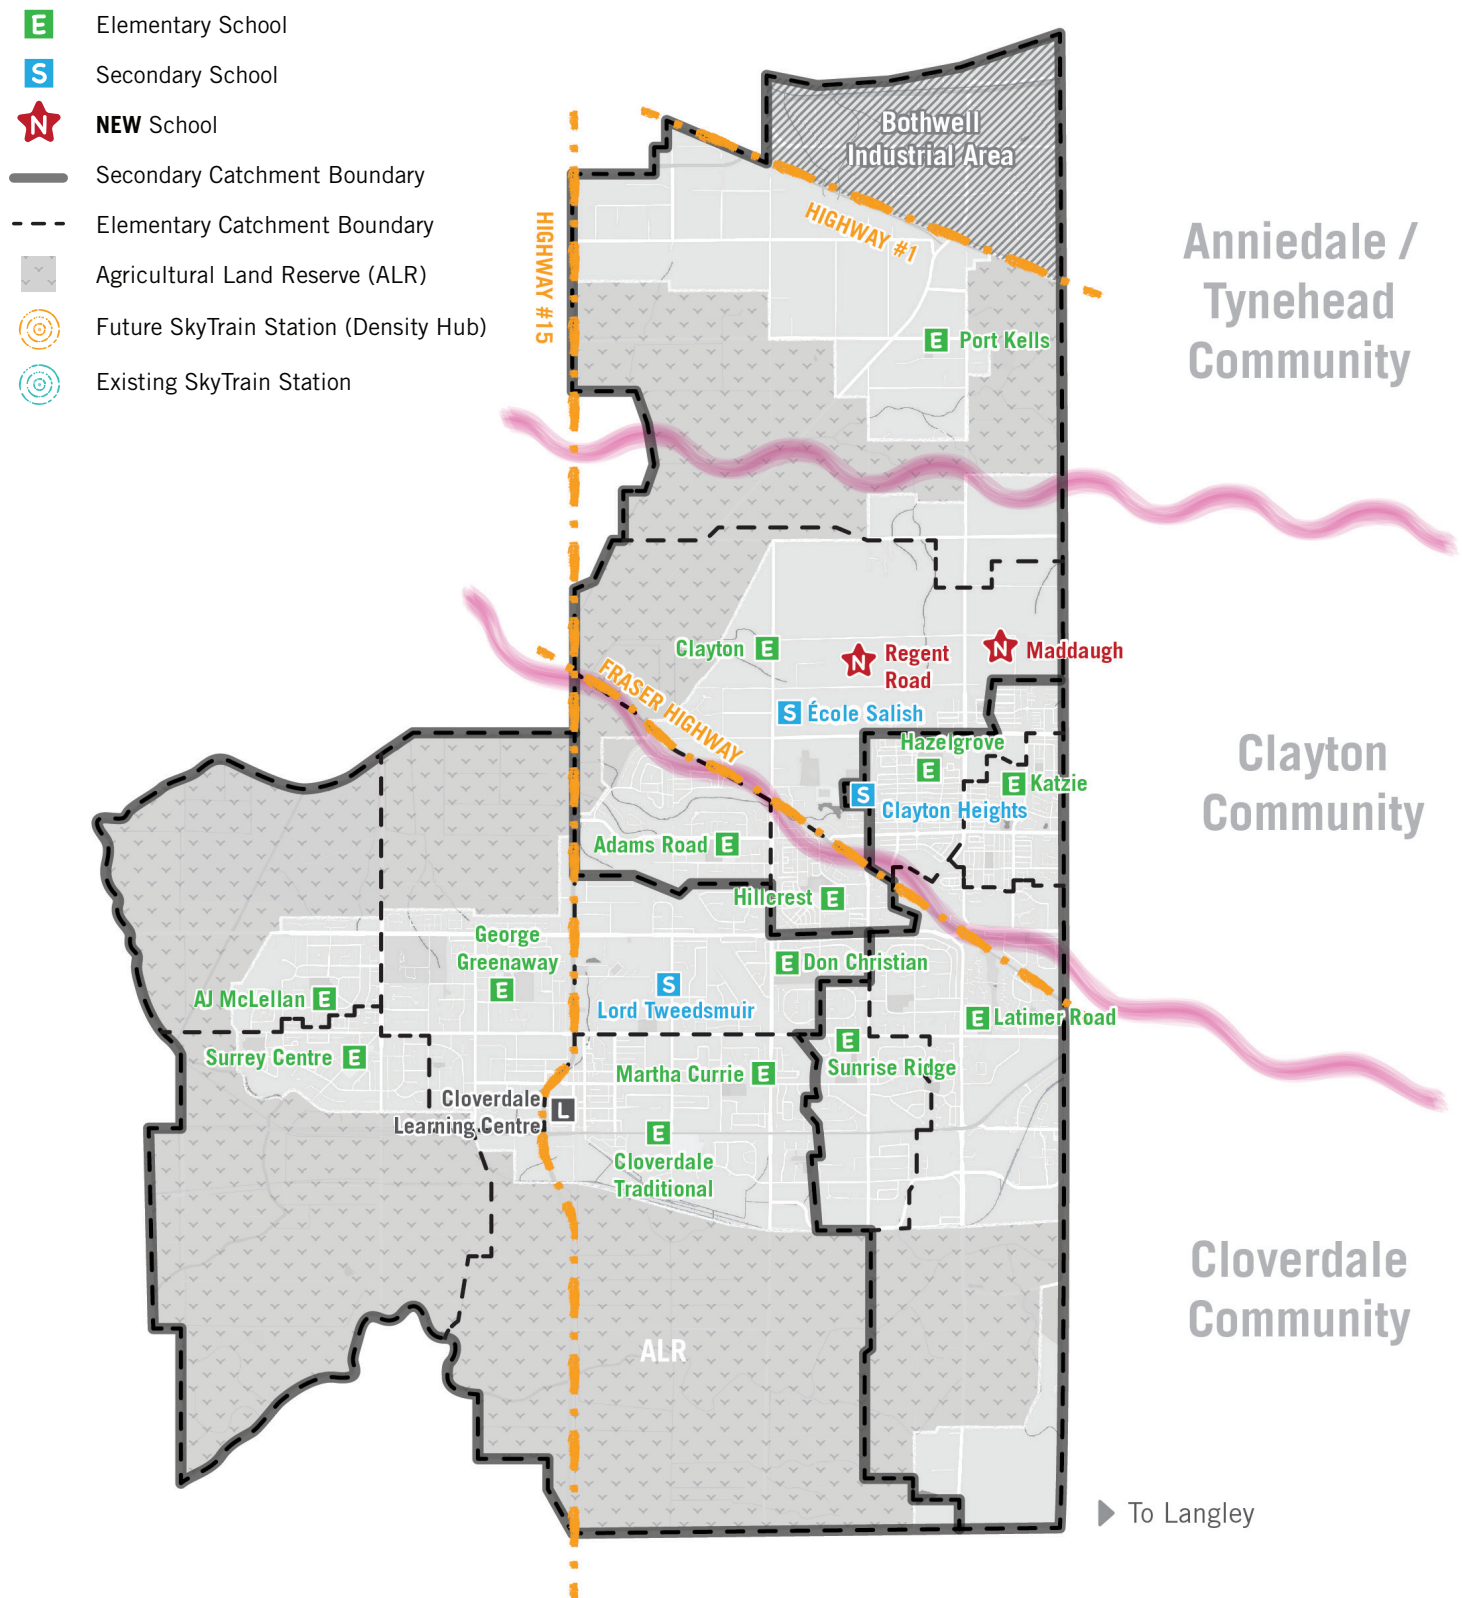 E Elementary School
S Secondary School
N NEW School
Secondary Catchment Boundary
Elementary Catchment Boundary
Agricultural Land Reserve (ALR)
Future SkyTrain Station (Density Hub)
Existing SkyTrain Station
Bothwell
Industrial Area
HIGHWAY #1
HIGHWAY #15
Anniedale /
Tynehead
Community
E Port Kells
FRASER HIGHWAY
Clayton E
N Regent
Road
N Maddaugh
S École Salish
Hazelgrove
E
E Katzie
S
Clayton Heights
Clayton
Community
Adams Road E
Hillcrest E
George
Greenaway
E
E Don Christian
S
Lord Tweedsmuir
AJ McLellan E
E Latimer Road
Surrey Centre E
E
Sunrise Ridge
Martha Currie E
Cloverdale
Learning Centre
L
E
Cloverdale
Traditional
Cloverdale
Community
ALR
To Langley